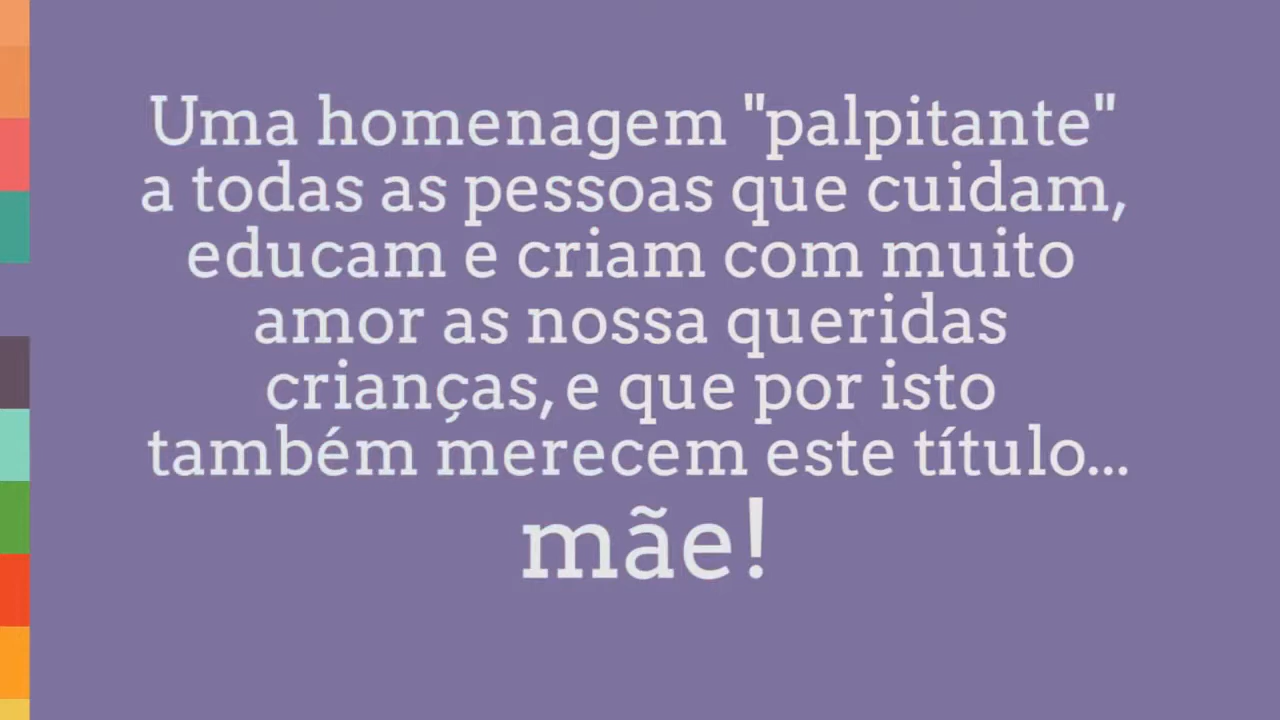 Uma homenagem "palpitante"
a todas as pessoas que cuidam,
educam e criam com muito
amor as nossa queridas
crianças, e que por isto
também merecem este título...
mãe!